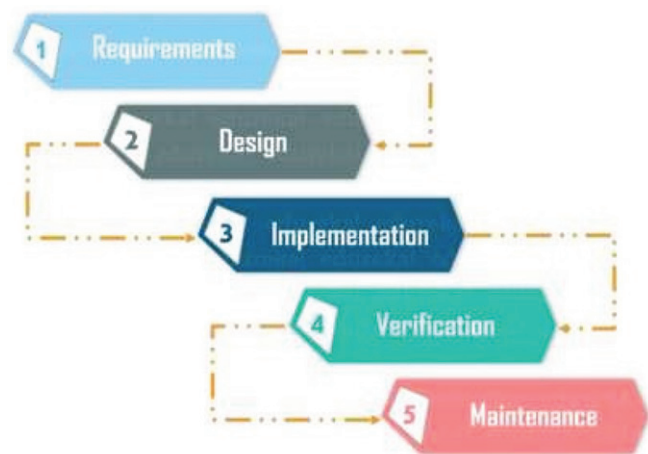 1 Requirements
2 Design
3 Implementation
4 Verification
5 Maintenance